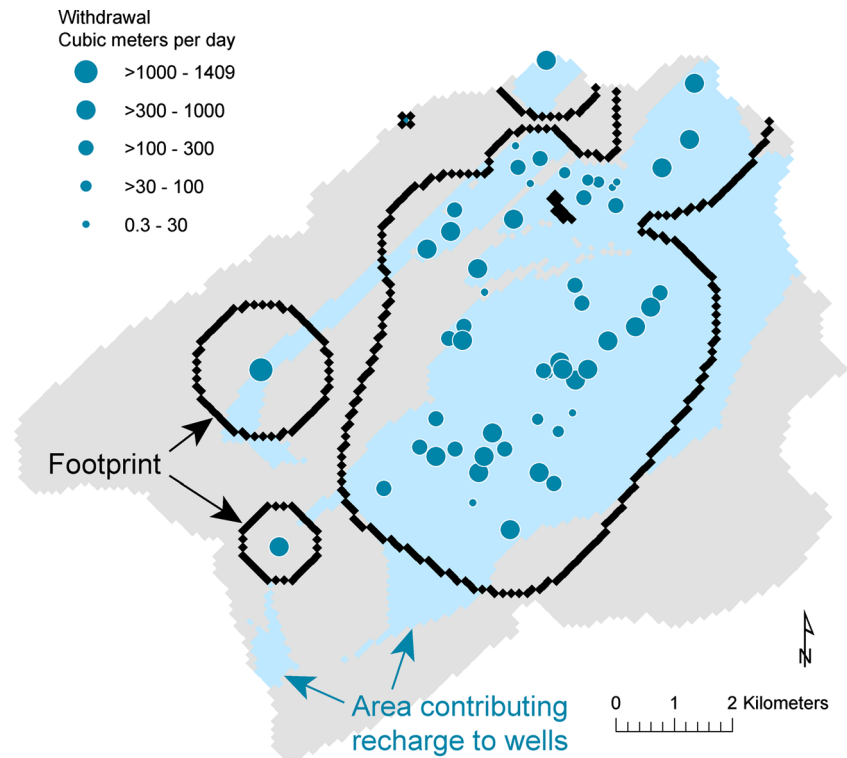 Withdrawal
Cubic meters per day
>1000 - 1409
>300 - 1000
>100 - 300
>30 - 100
0.3 - 30
Footprint
N
Area contributing
recharge to wells
0 1 2 Kilometers